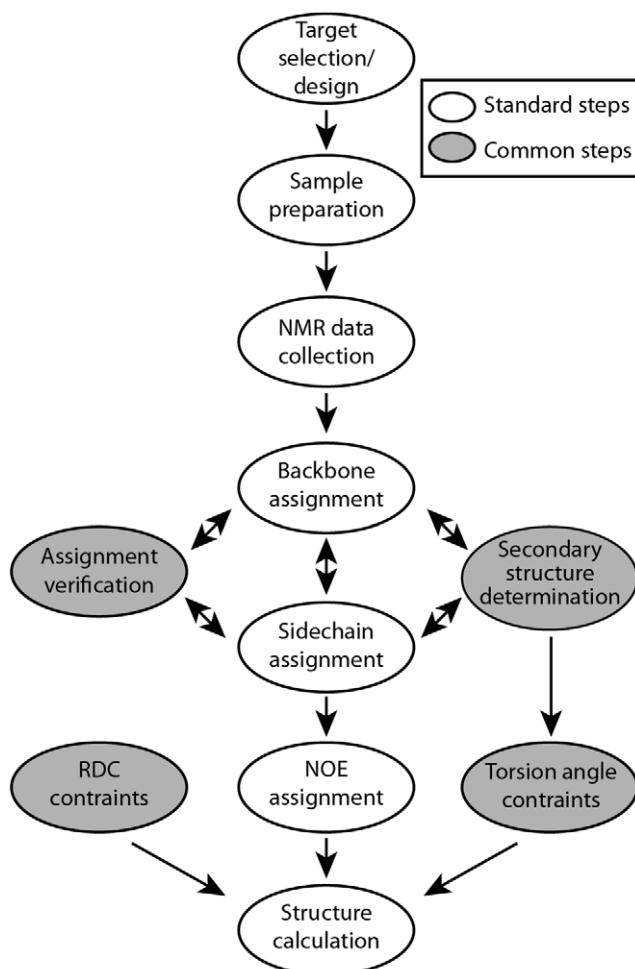 Target
selection/
design
Standard steps
Common steps
Sample
preparation
NMR data
collection
Backbone
assignment
Assignment
verification
Secondary
structure
determination
Sidechain
assignment
RDC
contraints
NOE
assignment
Torsion angle
contraints
Structure
calculation